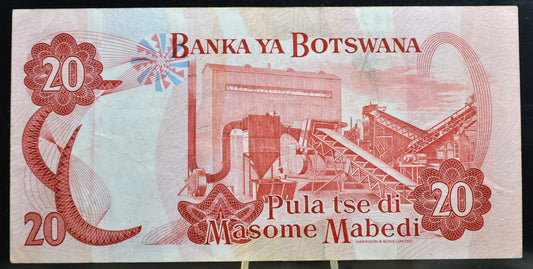 BANKA YA BOTSWANA
20
20
Pula tse di
Masome Mabedi
20
HARRISON & SONS LIMITED